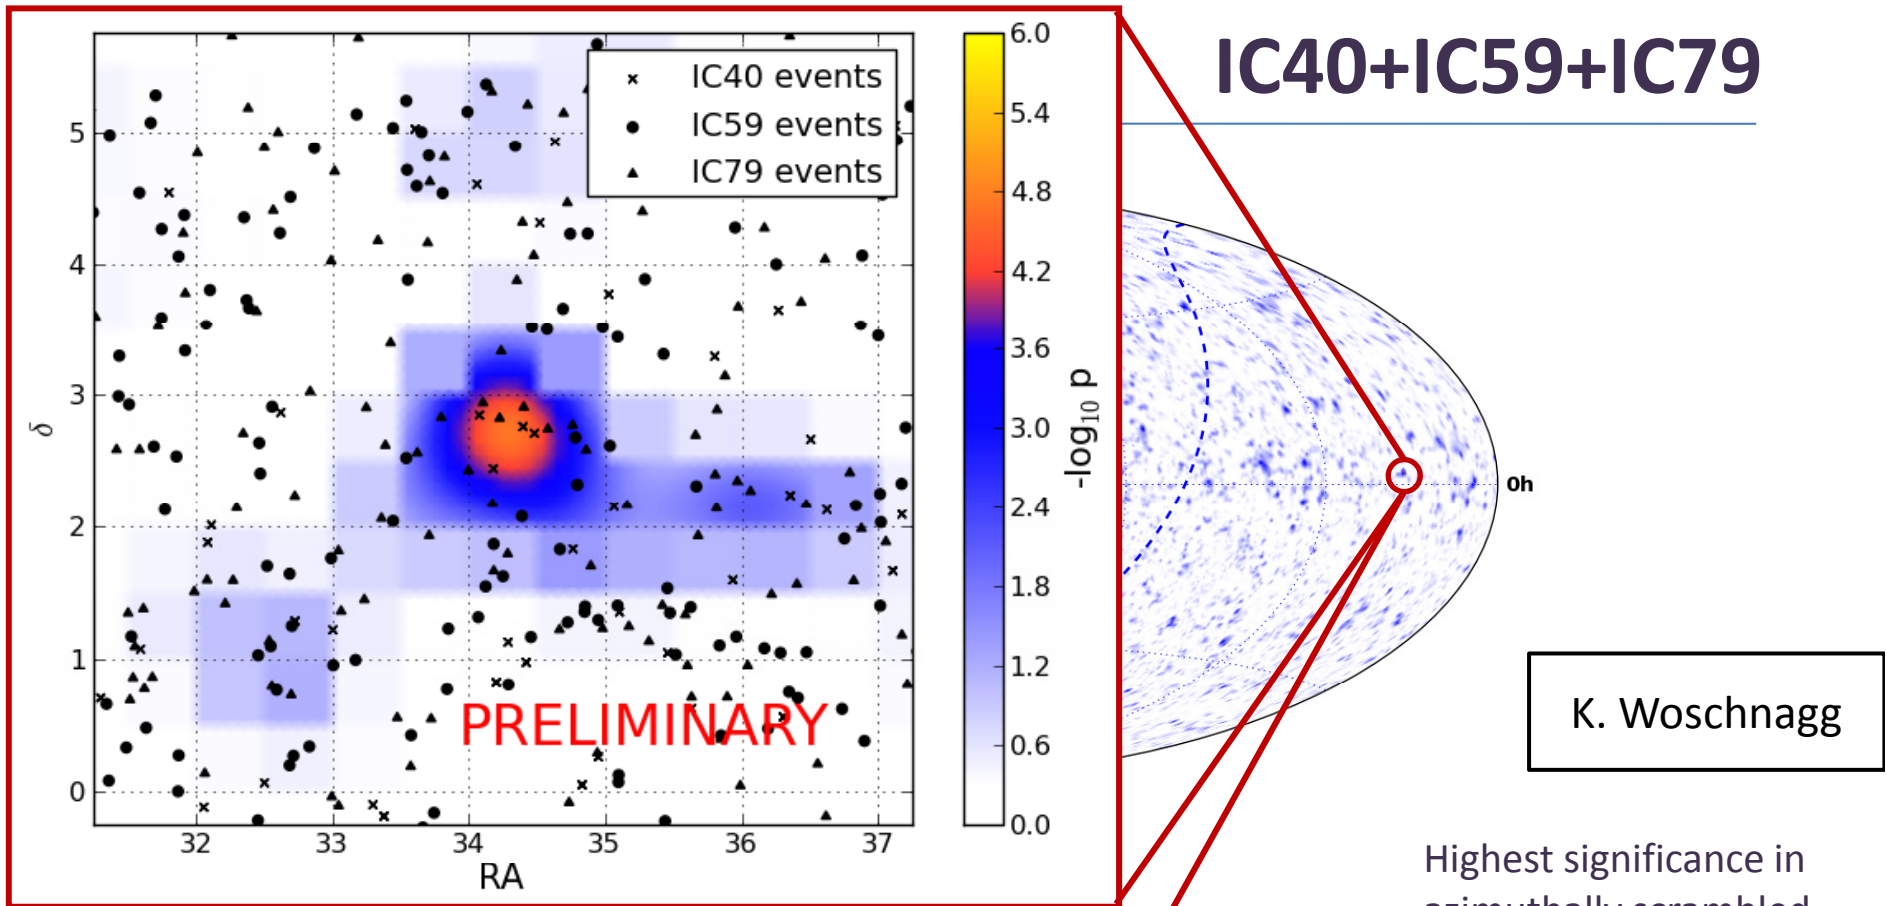 IC40+IC59+IC79
IC40 events
IC59 events
IC79 events
5
4
3
2
1
0
δ
32
33
34
35
36
37
RA
6.0
5.4
4.8
4.2
3.6
3.0
2.4
1.8
1.2
0.6
0.0
-log10 p
PRELIMINARY
0h
K. Woschnagg
Highest significance in
azimuthally scrambled